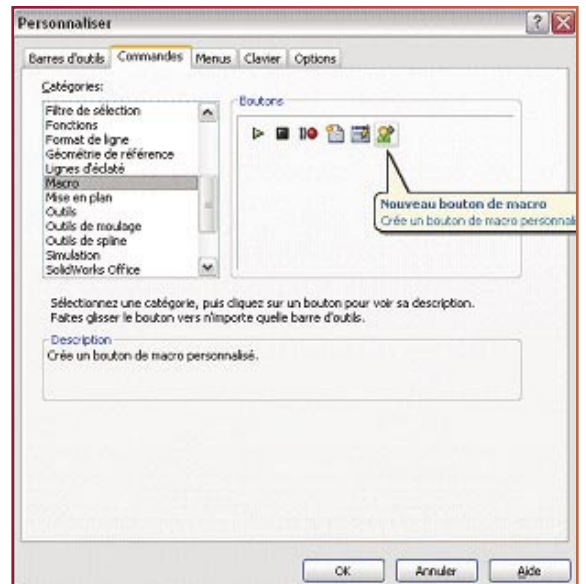 Personnaliser
Barres d'outils Commandes Menus Clavier Options
Catégories:
Boutons
Filtre de sélection
Fonctions
Format de ligne
Géométrie de référence
Lignes d'éclaté
Macro
Mise en plan
Outils
Outils de moulage
Outils de spline
Simulation
SolidWorks Office
Nouveau bouton de macro
Crée un bouton de macro personnali
Sélectionnez une catégorie, puis cliquez sur un bouton pour voir sa description.
Faites glisser le bouton vers n'importe quelle barre d'outils.
Description
Crée un bouton de macro personnalisé.
OK Annuler Aide